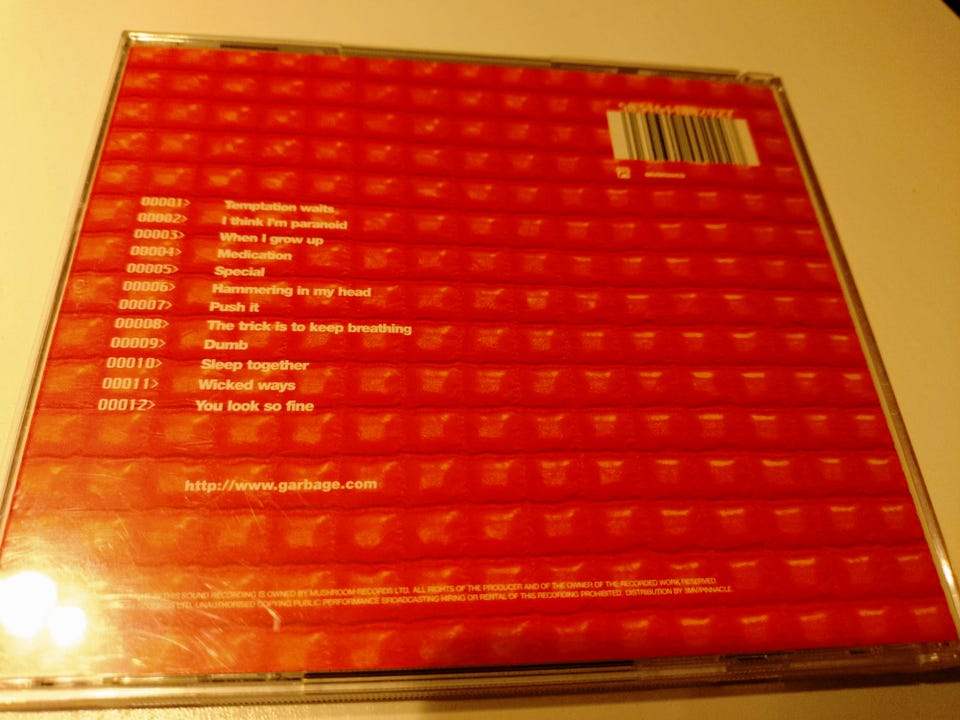 00001> Temptation waits
00002> I think I'm paranoid
00003> When I grow up
00004> Medication
00005> Special
00006> Hammering in my head
00007> Push it
00008> The trick is to keep breathing
00009> Dumb
00010> Sleep together
00011> Wicked ways
00012> You look so fine
http://www.garbage.com
THIS SOUND RECORDING IS OWNED BY MUSHROOM RECORDS LTD. ALL RIGHTS OF THE PRODUCER AND OF THE OWNER OF THE RECORDED WORK RESERVED.
RECORDS LTD. UNAUTHORISED COPYING PUBLIC PERFORMANCE BROADCASTING HIRING OR RENTAL OF THIS RECORDING PROHIBITED. DISTRIBUTION BY 3MV/PINNACLE.